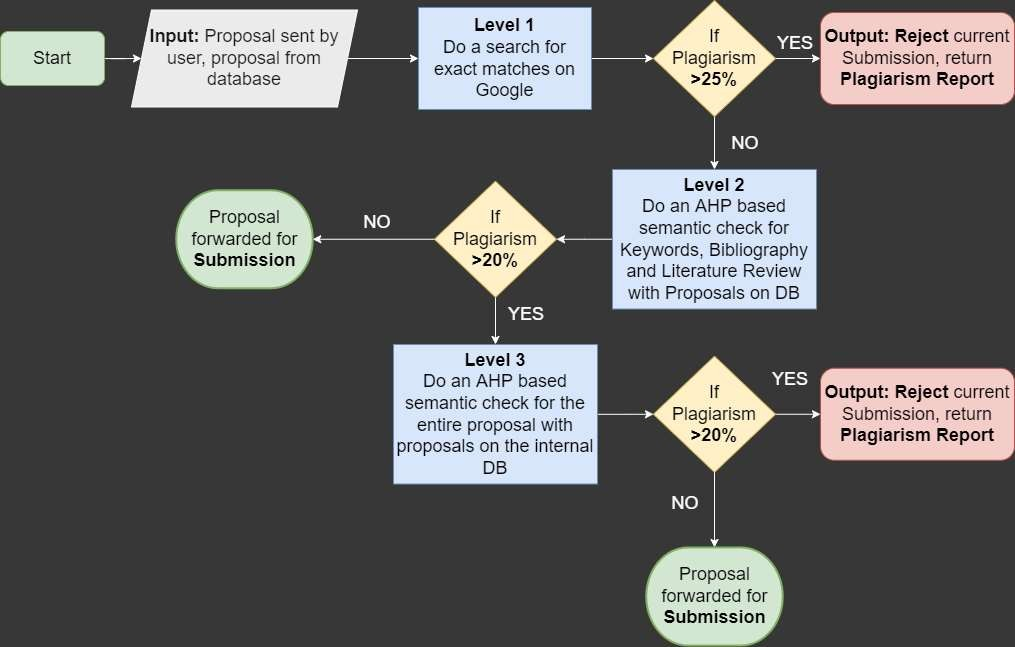 Start
Input: Proposal sent by
user, proposal from
database
Level 1
Do a search for
exact matches on
Google
If
Plagiarism
>25%
YES
Output: Reject current
Submission, return
Plagiarism Report
NO
Level 2
Do an AHP based
semantic check for
Keywords, Bibliography
and Literature Review
with Proposals on DB
If
Plagiarism
>20%
NO
Proposal
forwarded for
Submission
YES
Level 3
Do an AHP based
semantic check for the
entire proposal with
proposals on the internal
DB
If
Plagiarism
>20%
YES
Output: Reject current
Submission, return
Plagiarism Report
NO
Proposal
forwarded for
Submission